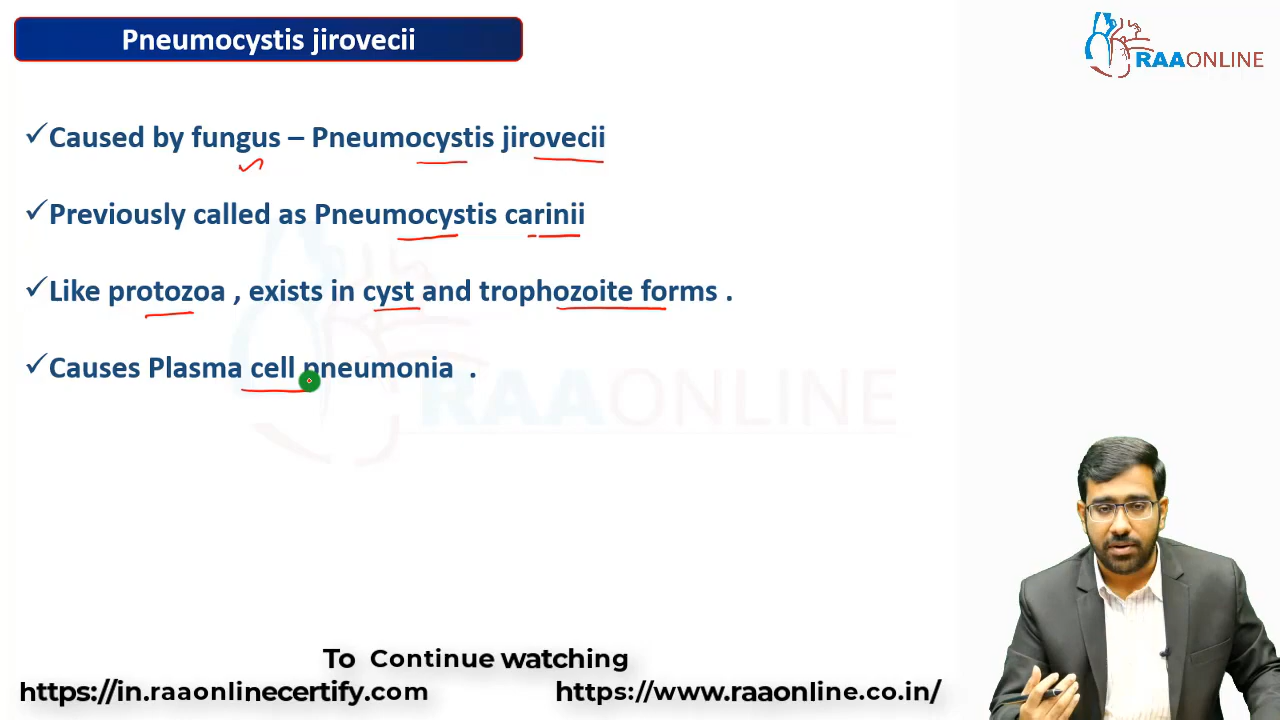 Pneumocystis jirovecii
RAAONLINE
✓Caused by fungus – Pneumocystis jirovecii
✓Previously called as Pneumocystis carinii
✓Like protozoa , exists in cyst and trophozoite forms .
✓Causes Plasma cell pneumonia .
RAAONLINE
To Continue watching
https://in.raaonlinecertify.com https://www.raaonline.co.in/